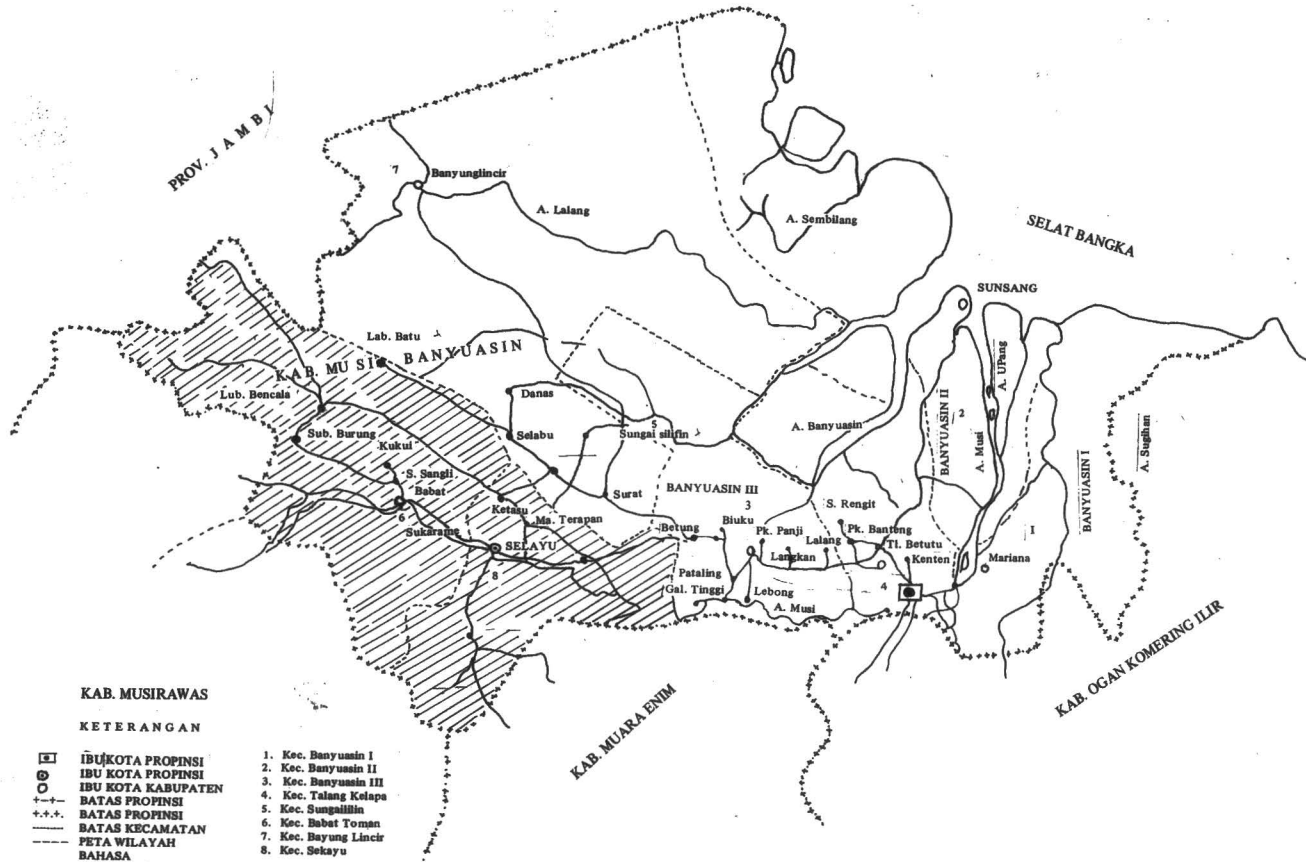 PROV. JAMBI
7
Banyunglincir
A. Lalang
A. Sembilang
SELAT BANGKA
SUNSANG
Lab. Batu
KAB. MUSI BANYUASIN
Lub. Bencala
Danas
A. UPang
BANYUASIN II
2
A. Musi
A. Banyuasin
5
Sungai silifin
Selabu
Sub. Burung
Kukui
S. Sangli
Babat
6
Sukarame
Ketasu
Ma. Terapan
SELAYU
8
Surat
BANYUASIN III
3
Betung
Biuku
Pk. Panji
Langkan
Lalang
S. Rengit
Pk. Banteng
Tl. Betutu
Kenten
4
Mariana
1
BANYUASIN I
A. Sugihan
Pataling
Gal. Tinggi
Lebong
A. Musi
KAB. MUSIRAWAS
KAB. MUARA ENIM
KAB. OGAN KOMERING ILIR
KETERANGAN
IBU KOTA PROPINSI
IBU KOTA PROPINSI
IBU KOTA KABUPATEN
BATAS PROPINSI
BATAS PROPINSI
BATAS KECAMATAN
PETA WILAYAH
BAHASA
1. Kec. Banyuasin I
2. Kec. Banyuasin II
3. Kec. Banyuasin III
4. Kec. Talang Kelapa
5. Kec. Sungaililin
6. Kec. Babat Toman
7. Kec. Bayung Lincir
8. Kec. Sekayu